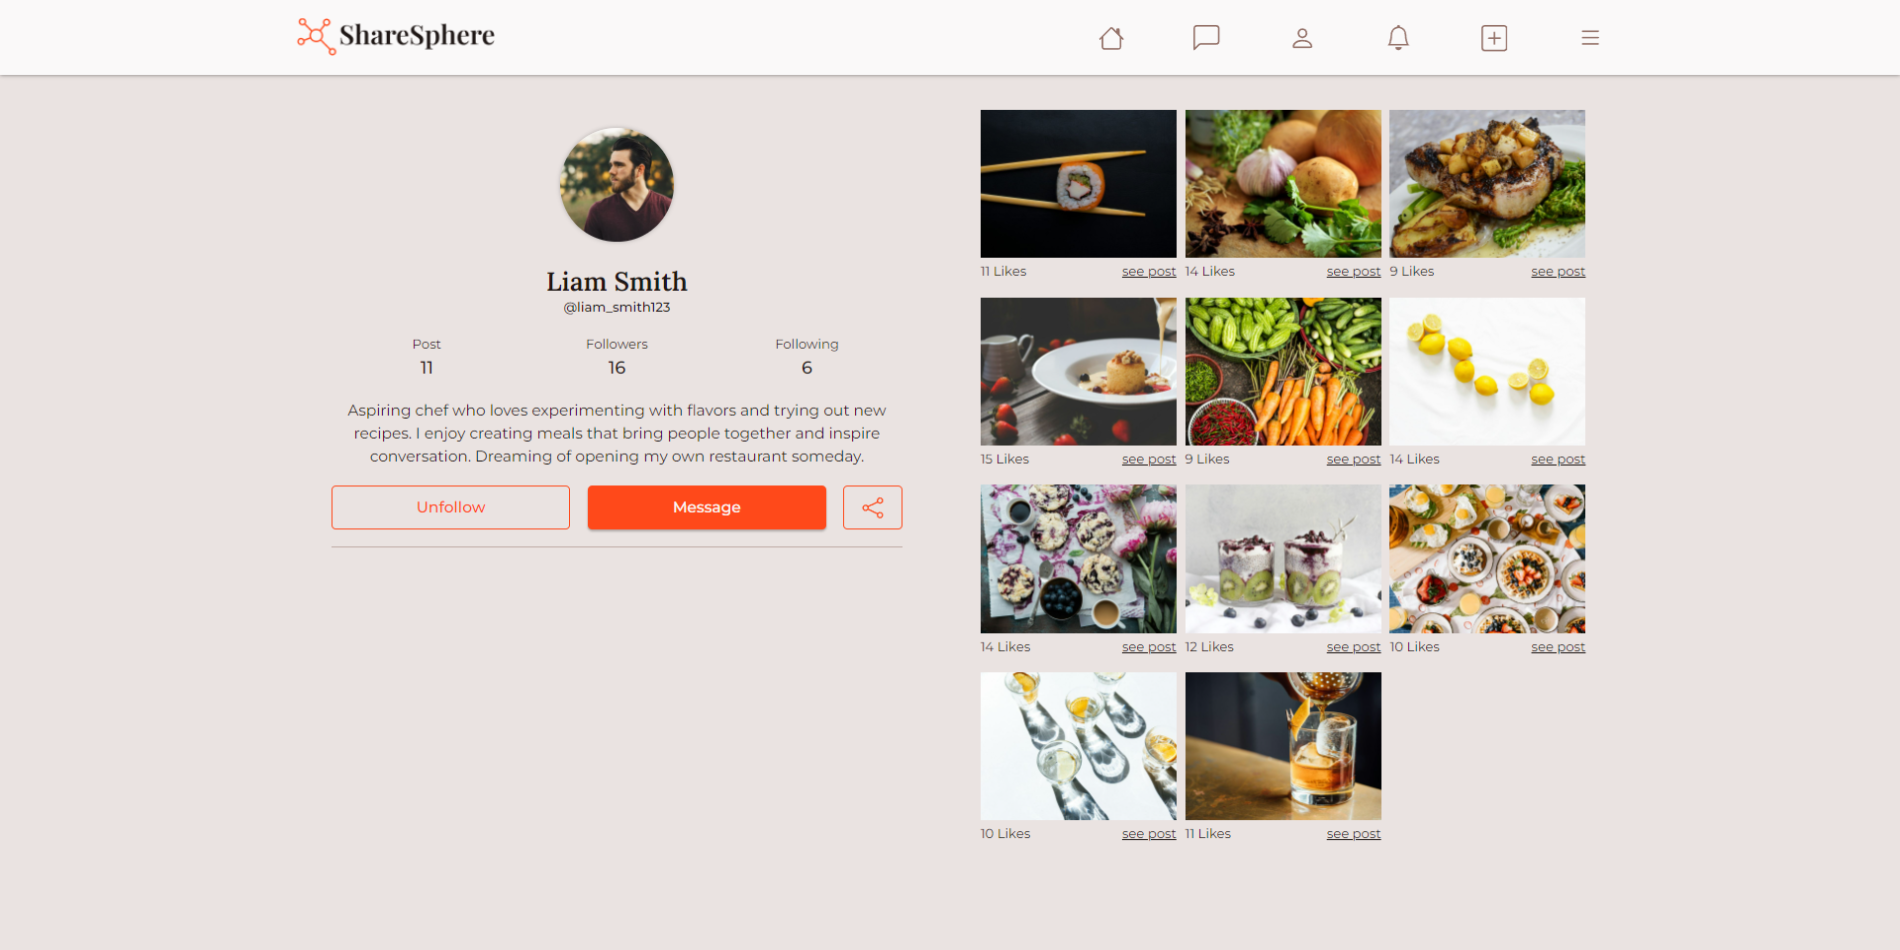 ShareSphere
Liam Smith
@liam_smith123
Post Followers Following
11 16 6
Aspiring chef who loves experimenting with flavors and trying out new
recipes. I enjoy creating meals that bring people together and inspire
conversation. Dreaming of opening my own restaurant someday.
Unfollow Message
11 Likes see post 14 Likes see post 9 Likes see post
15 Likes see post 9 Likes see post 14 Likes see post
14 Likes see post 12 Likes see post 10 Likes see post
10 Likes see post 11 Likes see post